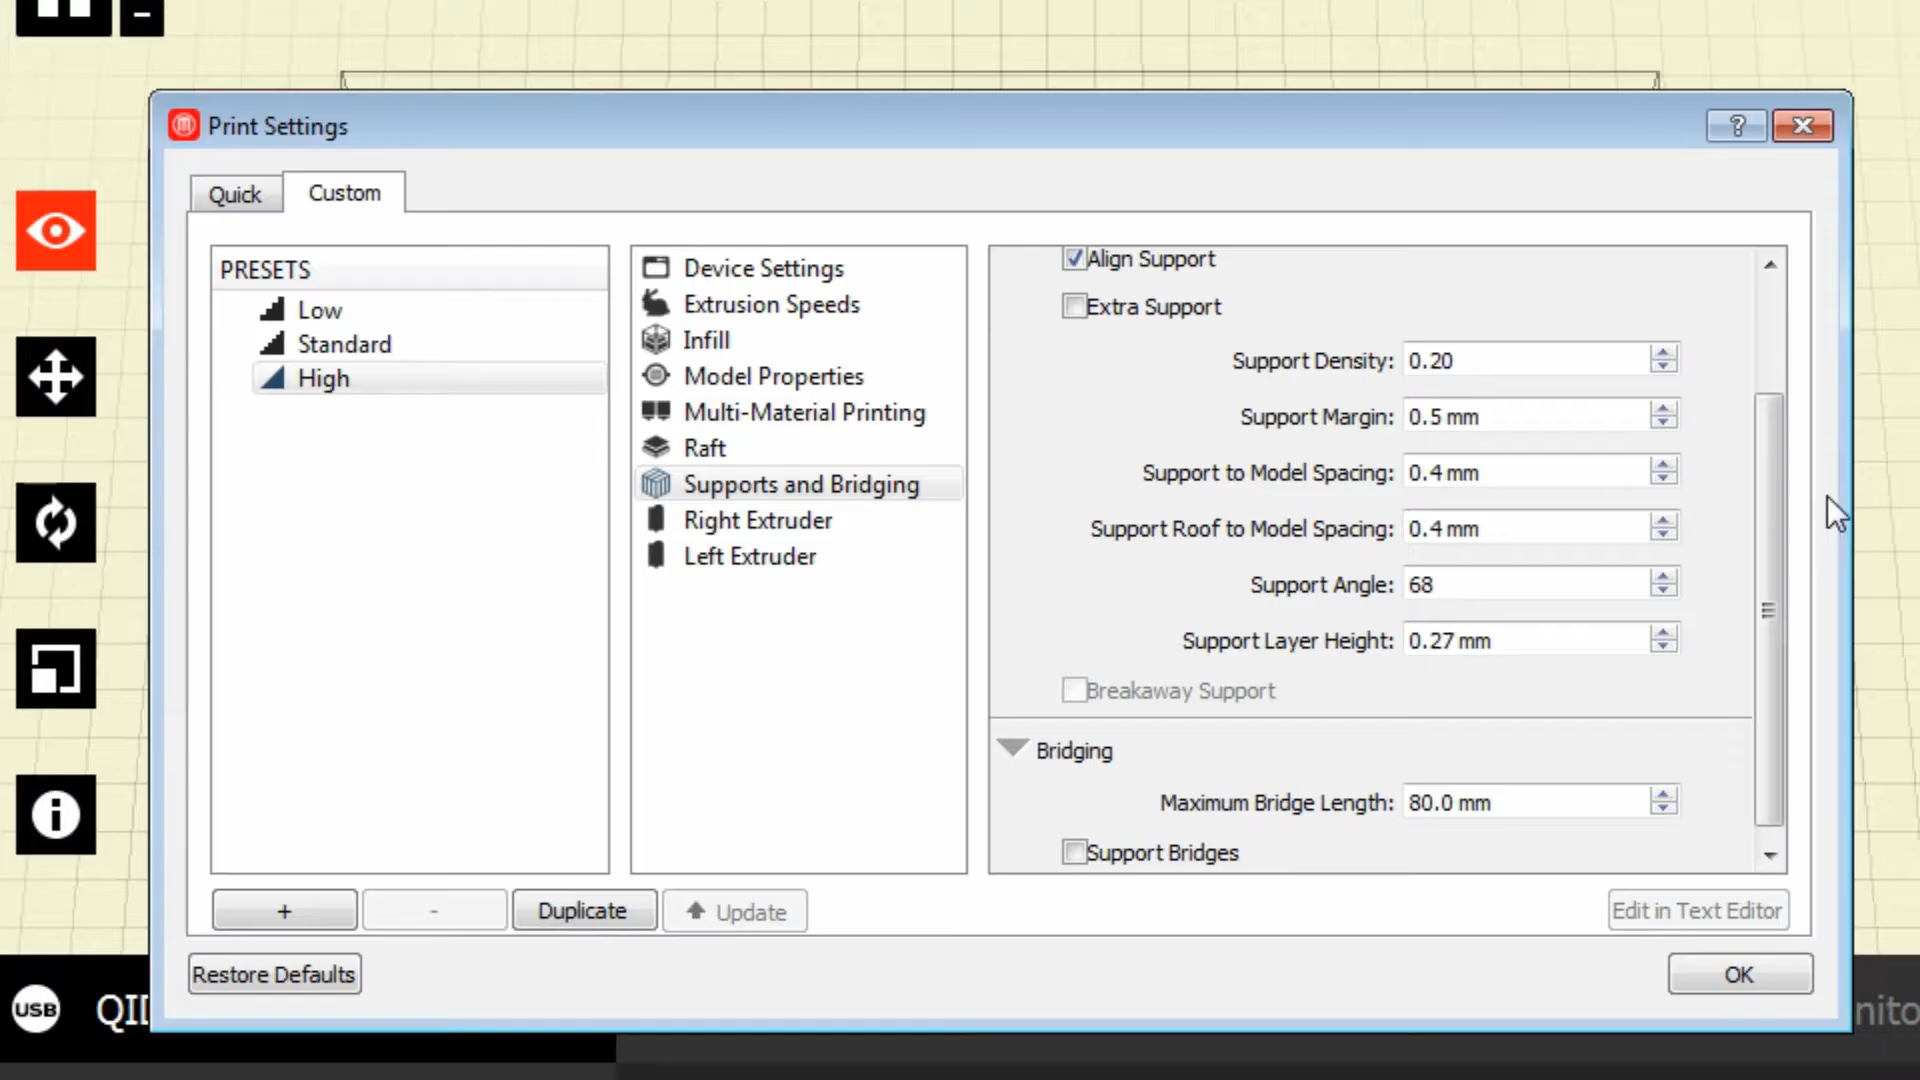 Print Settings
?
Quick
Custom
PRESETS
Low
Standard
High
Device Settings
Extrusion Speeds
Infill
Model Properties
Multi-Material Printing
Raft
Supports and Bridging
Right Extruder
Left Extruder
Align Support
Extra Support
Support Density: 0.20
Support Margin: 0.5 mm
Support to Model Spacing: 0.4 mm
Support Roof to Model Spacing: 0.4 mm
Support Angle: 68
Support Layer Height: 0.27 mm
Breakaway Support
Bridging
Maximum Bridge Length: 80.0 mm
Support Bridges
+
-
Duplicate
Update
Edit in Text Editor
Restore Defaults
OK
USB